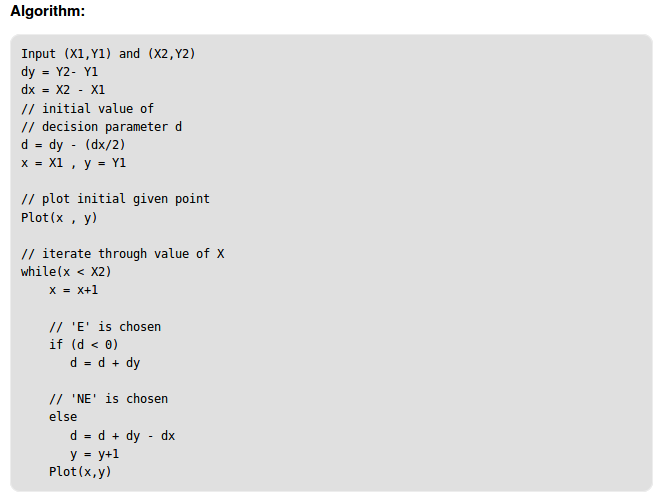 Algorithm:
Input (X1,Y1) and (X2,Y2)
dy = Y2- Y1
dx = X2 - X1
// initial value of
// decision parameter d
d = dy - (dx/2)
x = X1 , y = Y1
// plot initial given point
Plot(x , y)
// iterate through value of X
while(x < X2)
    x = x+1
    // 'E' is chosen
    if (d < 0)
       d = d + dy
    // 'NE' is chosen
    else
       d = d + dy - dx
       y = y+1
    Plot(x,y)